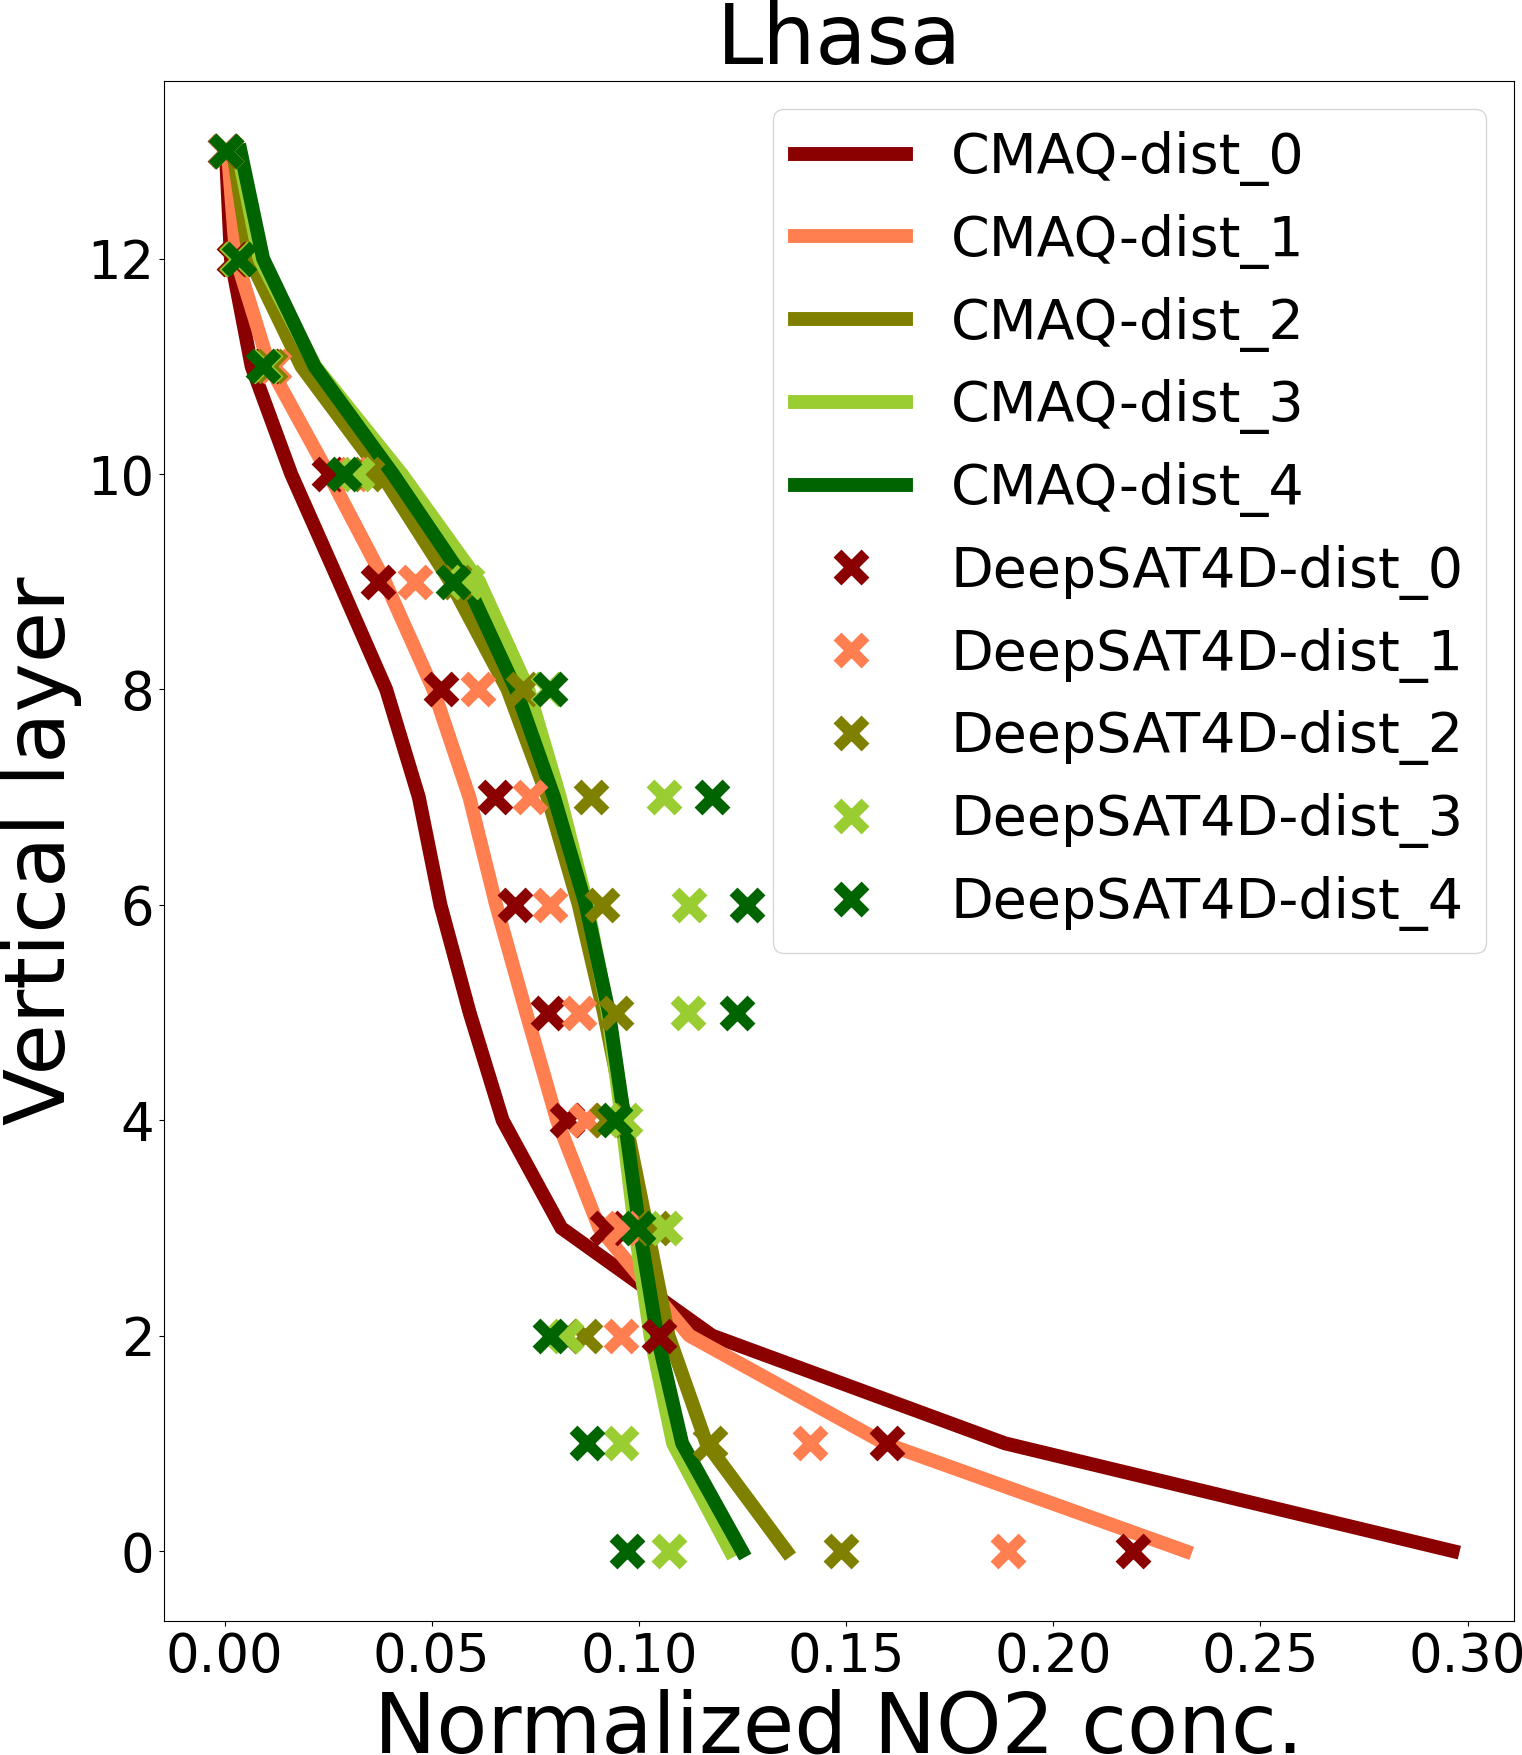 Lhasa
CMAQ-dist_0
CMAQ-dist_1
CMAQ-dist_2
CMAQ-dist_3
CMAQ-dist_4
DeepSAT4D-dist_0
DeepSAT4D-dist_1
DeepSAT4D-dist_2
DeepSAT4D-dist_3
DeepSAT4D-dist_4
Vertical layer
12
10
8
6
4
2
0
0.00 0.05 0.10 0.15 0.20 0.25 0.30
Normalized NO2 conc.